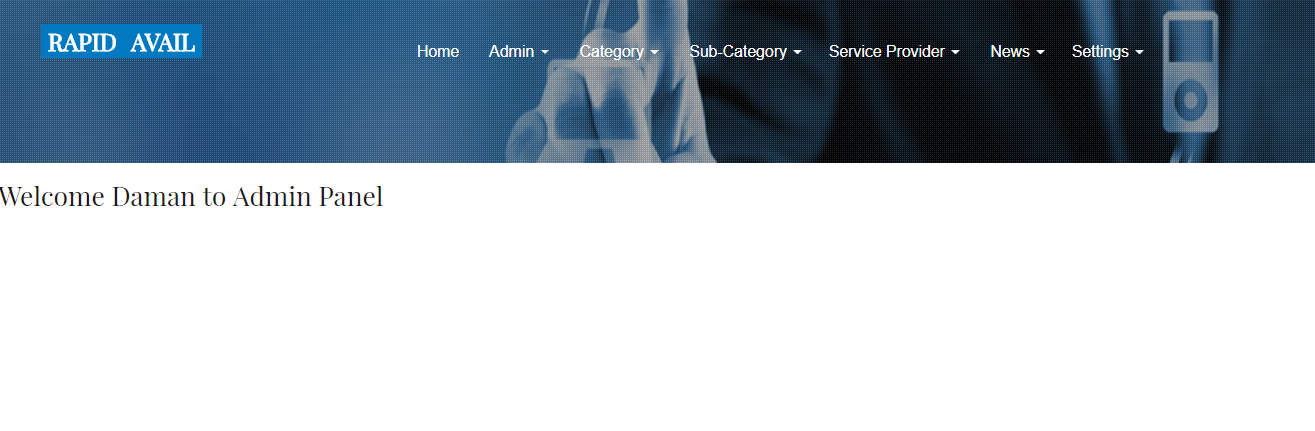 RAPID AVAIL
Home Admin Category Sub-Category Service Provider News Settings
Welcome Daman to Admin Panel